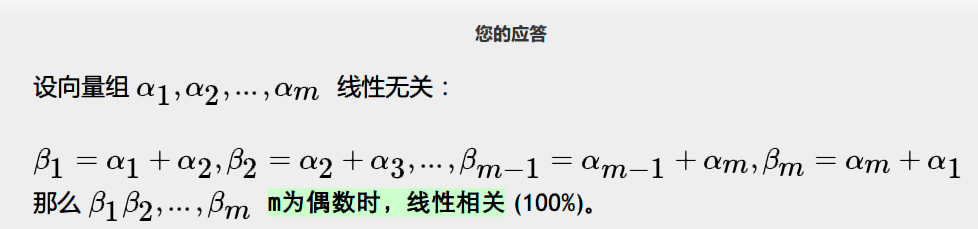 您的应答
设向量组 α1,α2,...,αm 线性无关：
β1 = α1 + α2,β2 = α2 + α3,...,βm−1 = αm−1 + αm,βm = αm + α1
那么 β1β2,...,βm m为偶数时，线性相关 (100%)。